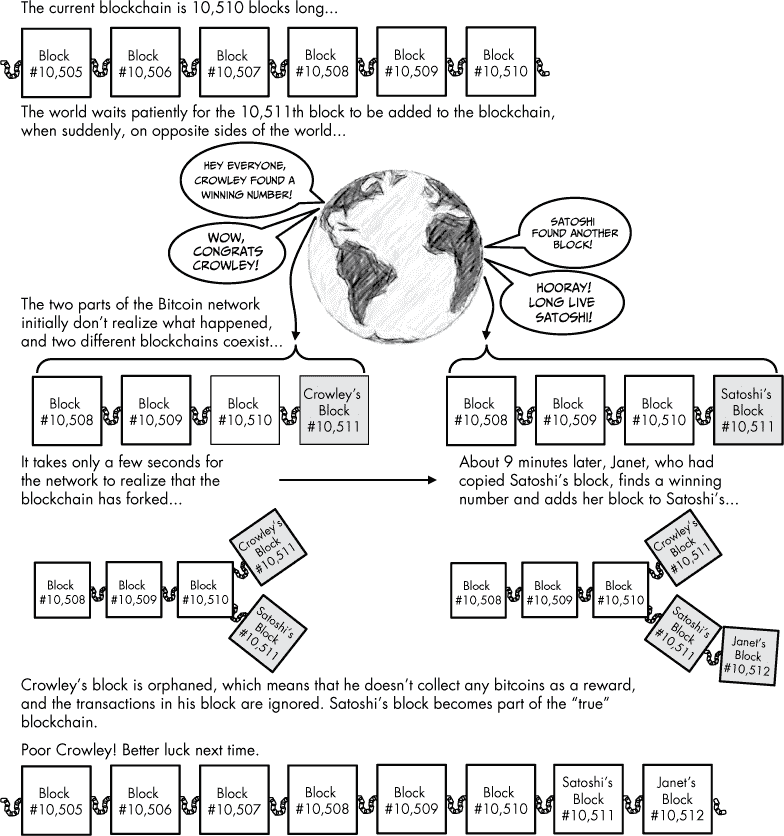 The current blockchain is 10,510 blocks long...
Block
#10,505
Block
#10,506
Block
#10,507
Block
#10,508
Block
#10,509
Block
#10,510
The world waits patiently for the 10,511th block to be added to the blockchain,
when suddenly, on opposite sides of the world...
HEY EVERYONE,
CROWLEY FOUND A
WINNING NUMBER!
WOW,
CONGRATS
CROWLEY!
SATOSHI
FOUND ANOTHER
BLOCK!
HOORAY!
LONG LIVE
SATOSHI!
The two parts of the Bitcoin network
initially don’t realize what happened,
and two different blockchains coexist...
Block
#10,508
Block
#10,509
Block
#10,510
Crowley’s
Block
#10,511
Block
#10,508
Block
#10,509
Block
#10,510
Satoshi’s
Block
#10,511
It takes only a few seconds for
the network to realize that the
blockchain has forked...
About 9 minutes later, Janet, who had
copied Satoshi’s block, finds a winning
number and adds her block to Satoshi’s...
Block
#10,508
Block
#10,509
Block
#10,510
Crowley’s
Block
#10,511
Satoshi’s
Block
#10,511
Block
#10,508
Block
#10,509
Block
#10,510
Crowley’s
Block
#10,511
Satoshi’s
Block
#10,511
Janet’s
Block
#10,512
Crowley’s block is orphaned, which means that he doesn’t collect any bitcoins as a reward,
and the transactions in his block are ignored. Satoshi’s block becomes part of the “true”
blockchain.
Poor Crowley! Better luck next time.
Block
#10,505
Block
#10,506
Block
#10,507
Block
#10,508
Block
#10,509
Block
#10,510
Satoshi’s
Block
#10,511
Janet’s
Block
#10,512